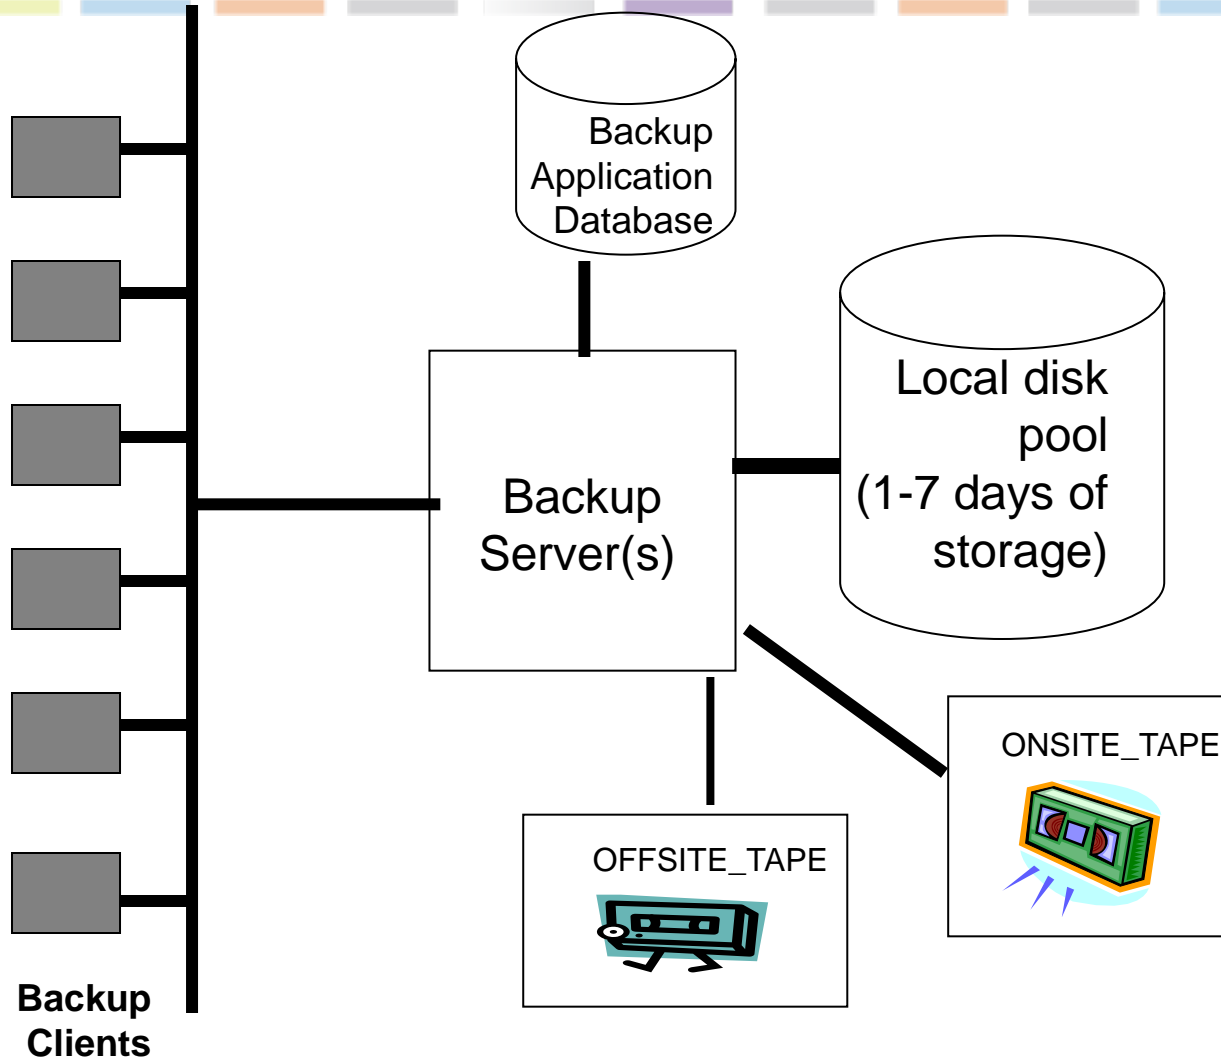 Backup
Application
Database
Local disk
pool
(1-7 days of
storage)
Backup
Server(s)
ONSITE_TAPE
OFFSITE_TAPE
Backup
Clients